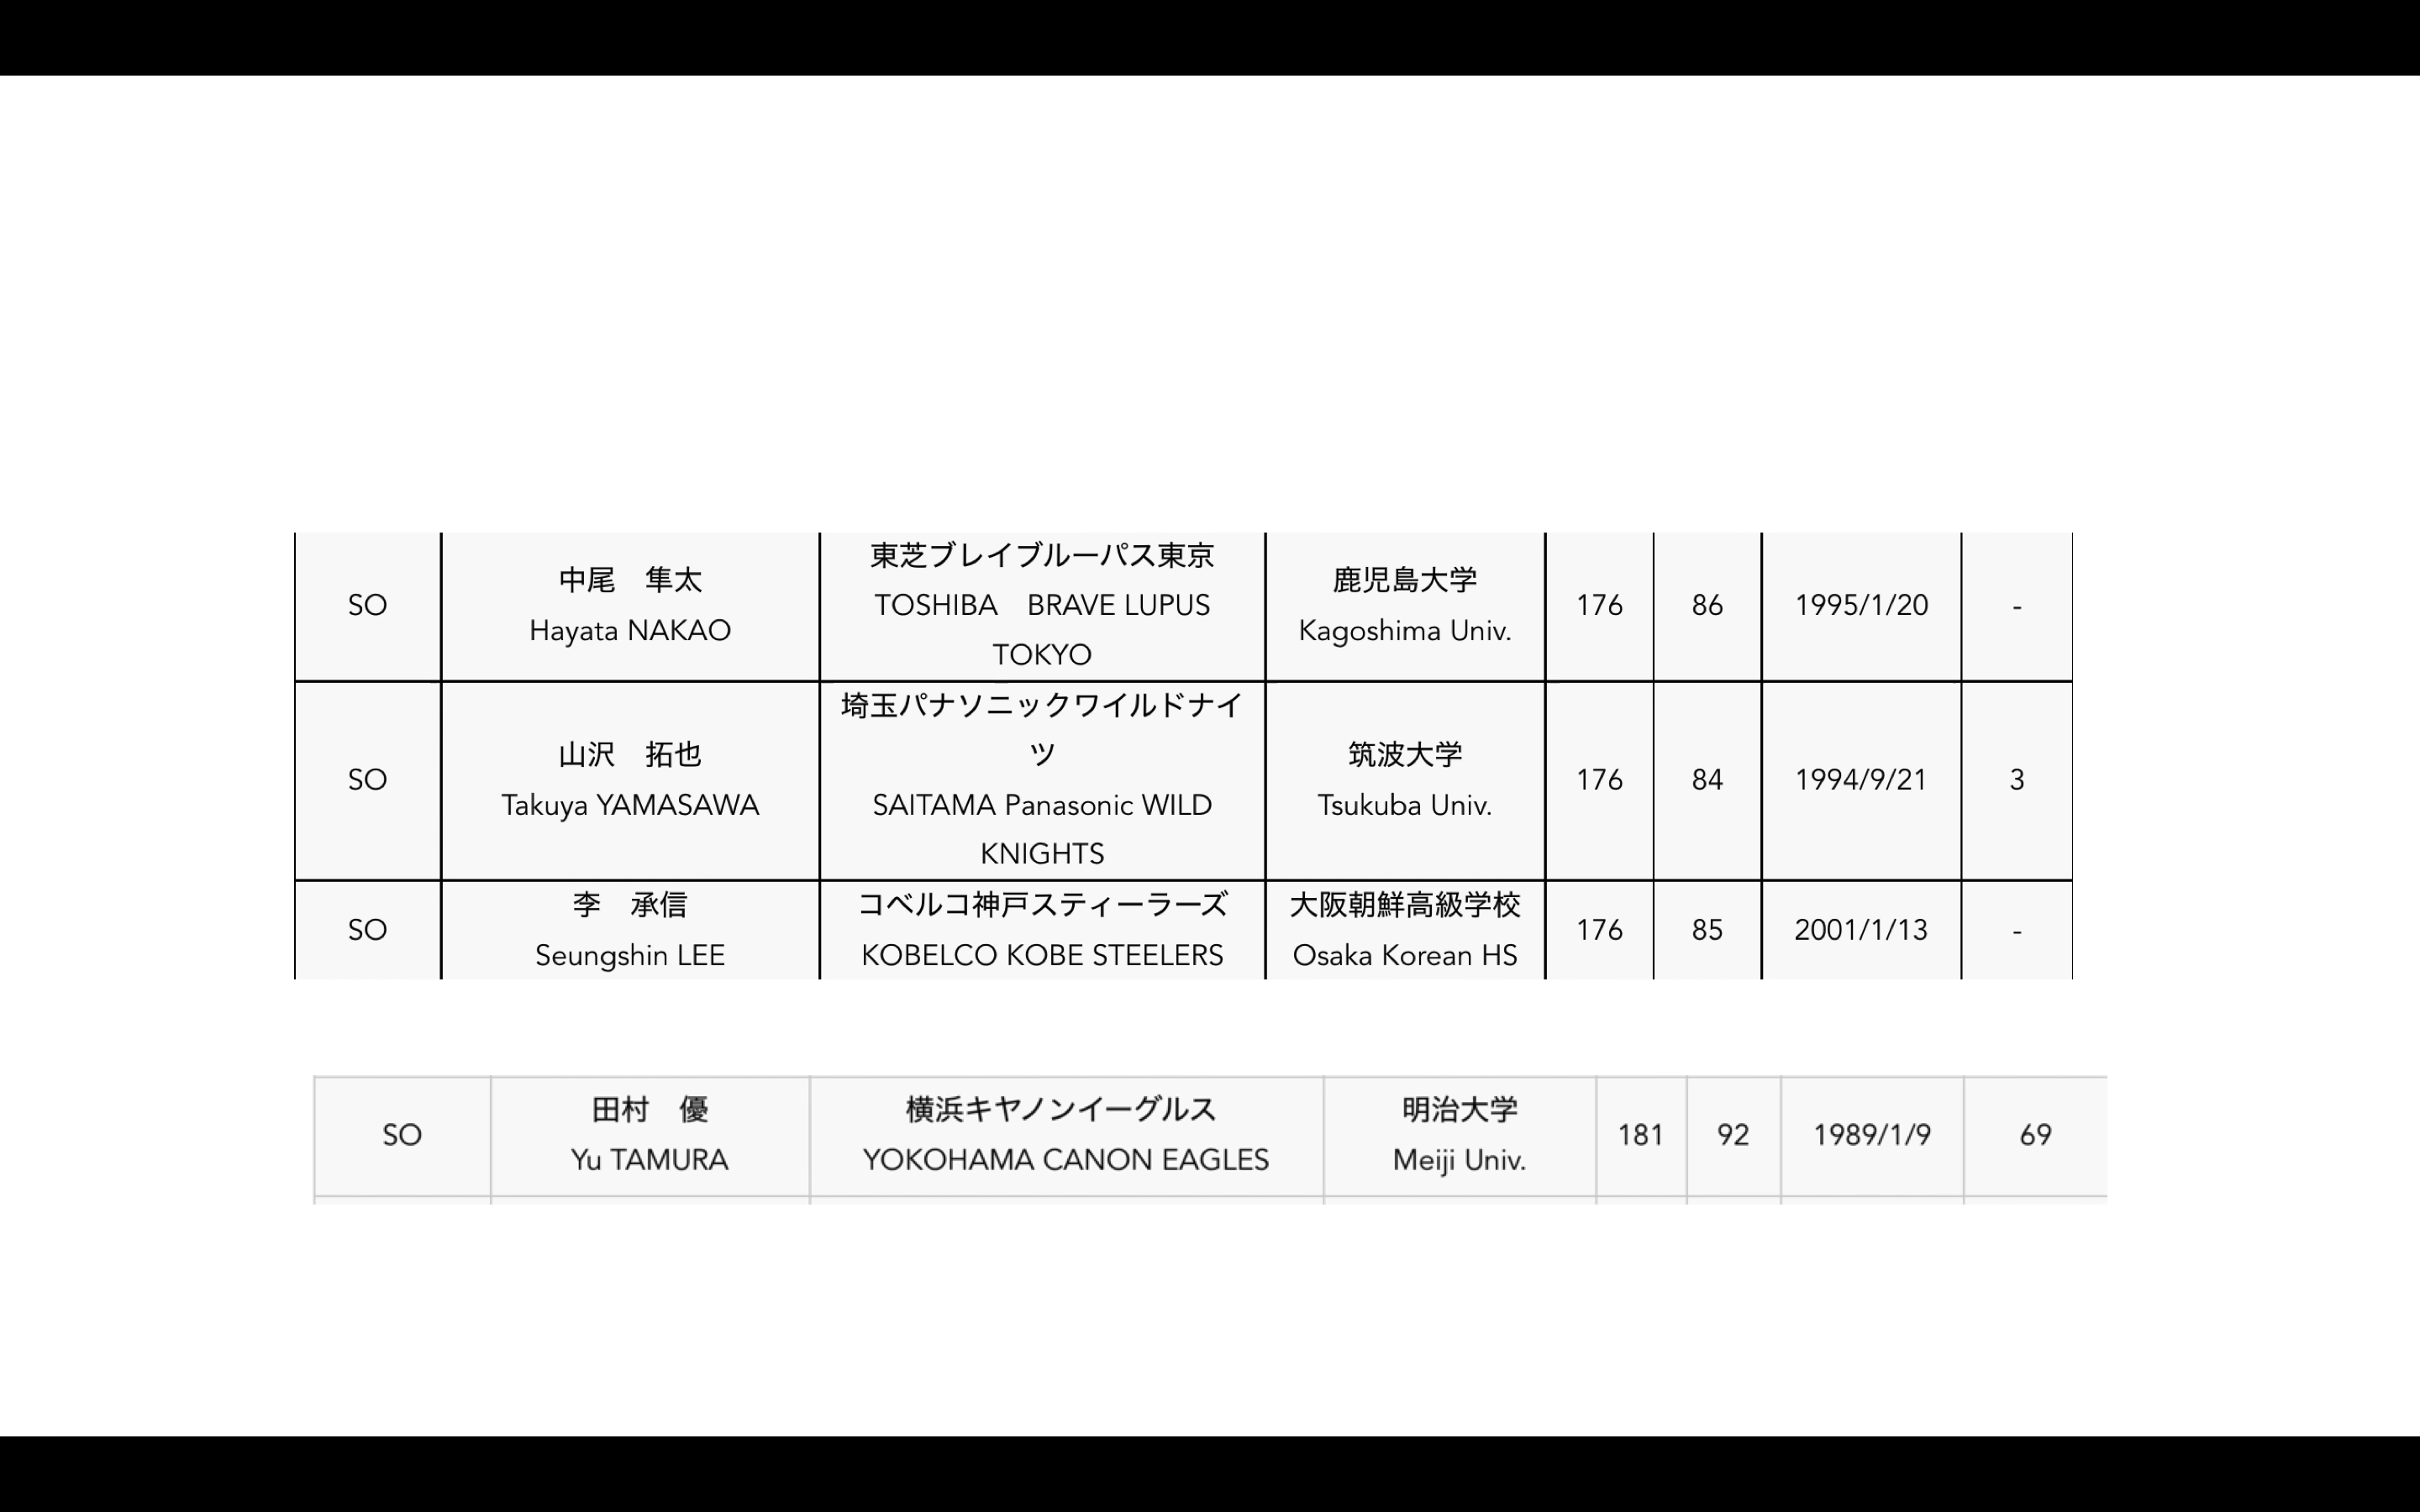 SO
中尾　隼太
Hayata NAKAO
東芝ブレイブルーパス東京
TOSHIBA　BRAVE LUPUS
TOKYO
鹿児島大学
Kagoshima Univ.
176
86
1995/1/20
-
SO
山沢　拓也
Takuya YAMASAWA
埼玉パナソニックワイルドナイ
ツ
SAITAMA Panasonic WILD
KNIGHTS
筑波大学
Tsukuba Univ.
176
84
1994/9/21
3
SO
李　承信
Seungshin LEE
コベルコ神戸スティーラーズ
KOBELCO KOBE STEELERS
大阪朝鮮高級学校
Osaka Korean HS
176
85
2001/1/13
-
SO
田村　優
Yu TAMURA
横浜キヤノンイーグルス
YOKOHAMA CANON EAGLES
明治大学
Meiji Univ.
181
92
1989/1/9
69